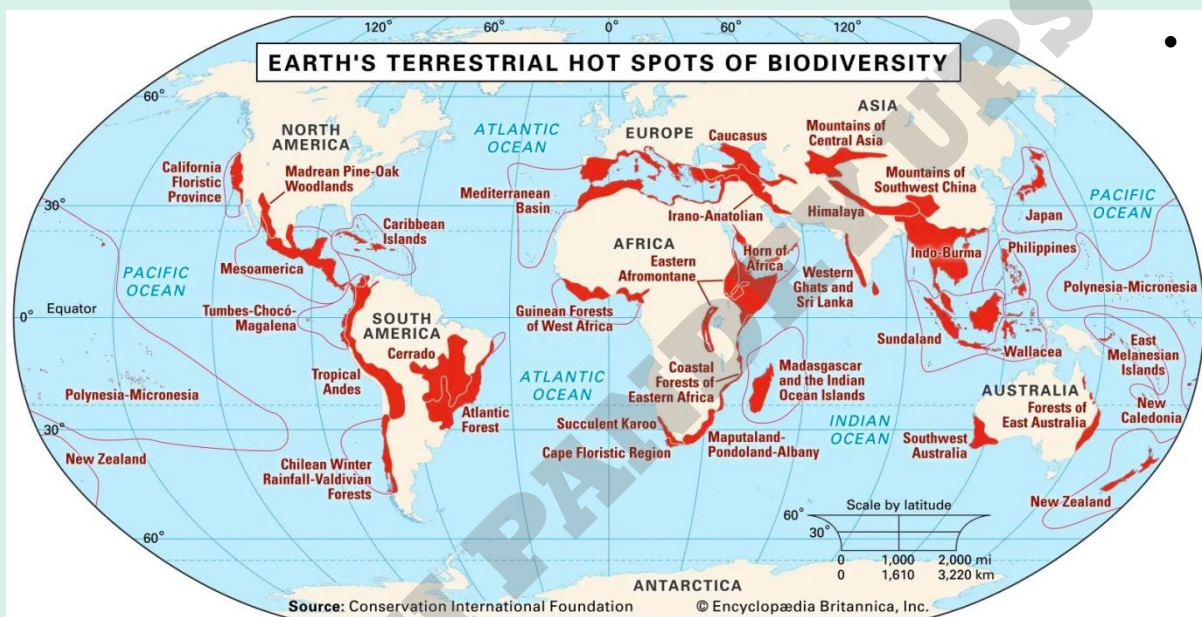 120°
60°
0°
60°
120°
EARTH'S TERRESTRIAL HOT SPOTS OF BIODIVERSITY
60°
NORTH
AMERICA
ATLANTIC
OCEAN
EUROPE
Caucasus
ASIA
Mountains of
Central Asia
California
Floristic
Province
Madrean Pine-Oak
Woodlands
Mountains of
Southwest China
PACIFIC
OCEAN
30°
Mediterranean
Basin
Irano-Anatolian
Himalaya
Japan
Caribbean
Islands
AFRICA
Eastern
Afromontane
Horn of
Africa
Indo-Burma
Philippines
Mesoamerica
PACIFIC
OCEAN
Western
Ghats and
Sri Lanka
Polynesia-Micronesia
Equator
0°
Tumbes-Chocó-
Magalena
SOUTH
AMERICA
Guinean Forests
of West Africa
Sundaland
Wallacea
East
Melanesian
Islands
Cerrado
Tropical
Andes
ATLANTIC
OCEAN
Coastal
Forests of
Eastern Africa
Madagascar
and the Indian
Ocean Islands
AUSTRALIA
Polynesia-Micronesia
Atlantic
Forest
INDIAN
OCEAN
Forests of
East Australia
New
Caledonia
30°
Succulent Karoo
Cape Floristic Region
Maputaland-
Pondoland-Albany
Southwest
Australia
New Zealand
Chilean Winter
Rainfall-Valdivian
Forests
New Zealand
Scale by latitude
60°
30°
0 1,000 2,000 mi
0 1,610 3,220 km
60°
ANTARCTICA
Source: Conservation International Foundation
© Encyclopædia Britannica, Inc.
PANDEY UPS